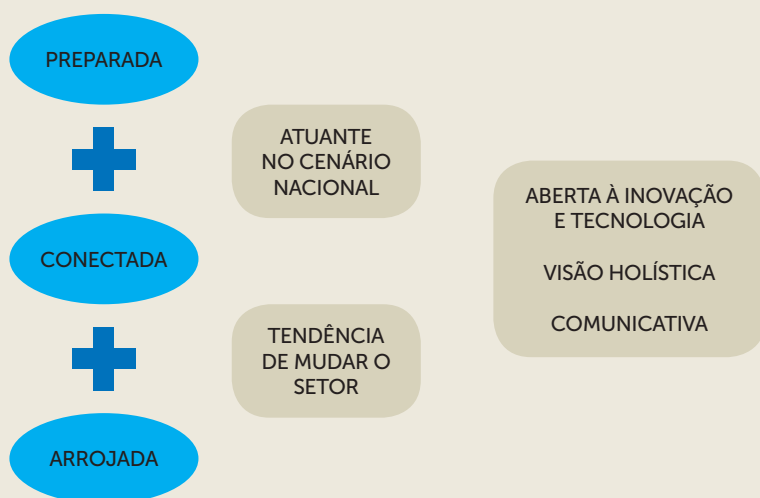 PREPARADA
CONECTADA
ARROJADA
ATUANTE
NO CENÁRIO
NACIONAL
TENDÊNCIA
DE MUDAR O
SETOR
ABERTA À INOVAÇÃO
E TECNOLOGIA
VISÃO HOLÍSTICA
COMUNICATIVA